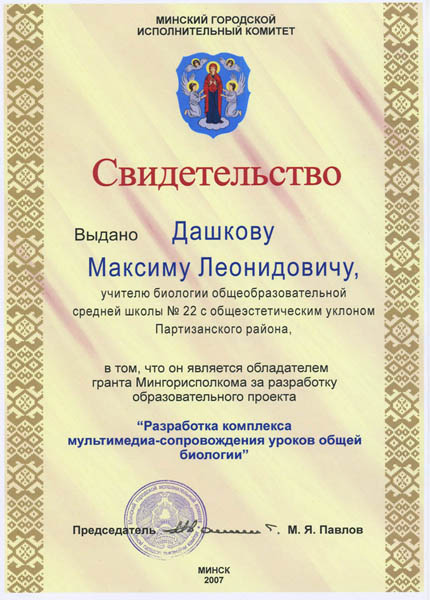 МИНСКИЙ ГОРОДСКОЙ
ИСПОЛНИТЕЛЬНЫЙ КОМИТЕТ
Свидетельство
Выдано Дашкову
Максиму Леонидовичу,
учителю биологии общеобразовательной
средней школы № 22 с общеэстетическим уклоном
Партизанского района,
в том, что он является обладателем
гранта Мингорисполкома за разработку
образовательного проекта
“Разработка комплекса
мультимедиа-сопровождения уроков общей
биологии”
Председатель М. Я. Павлов
МИНСК
2007